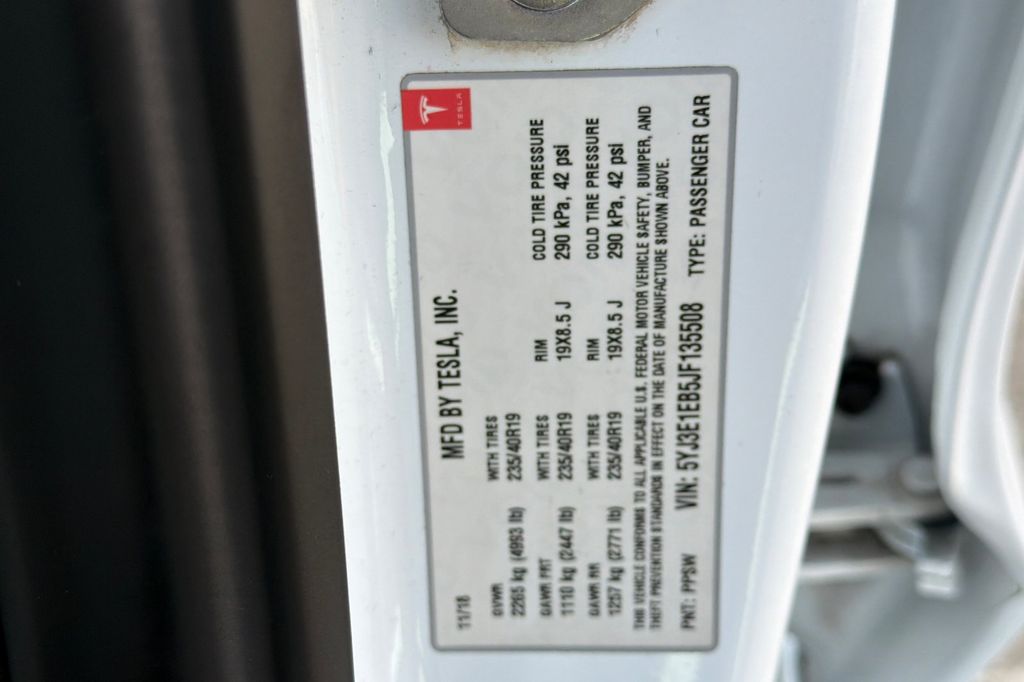 TESLA
MFD BY TESLA, INC.
11/18
GVWR WITH TIRES RIM COLD TIRE PRESSURE
2265 kg (4993 lb) 235/40R19
GAWR FRT WITH TIRES RIM COLD TIRE PRESSURE
1110 kg (2447 lb) 235/40R19 19X8.5 J 290 kPa, 42 psi
GAWR RR WITH TIRES RIM COLD TIRE PRESSURE
1257 kg (2771 lb) 235/40R19 19X8.5 J 290 kPa, 42 psi
THIS VEHICLE CONFORMS TO ALL APPLICABLE U.S. FEDERAL MOTOR VEHICLE SAFETY, BUMPER, AND
THEFT PREVENTION STANDARDS IN EFFECT ON THE DATE OF MANUFACTURE SHOWN ABOVE.
PNT: PPSW VIN: 5YJ3E1EB5JF135508 TYPE: PASSENGER CAR